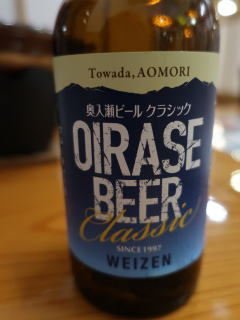 Towada, AOMORI
奥入瀬ビール クラシック
OIRASE
BEER
Classic
SINCE 1997
WEIZEN